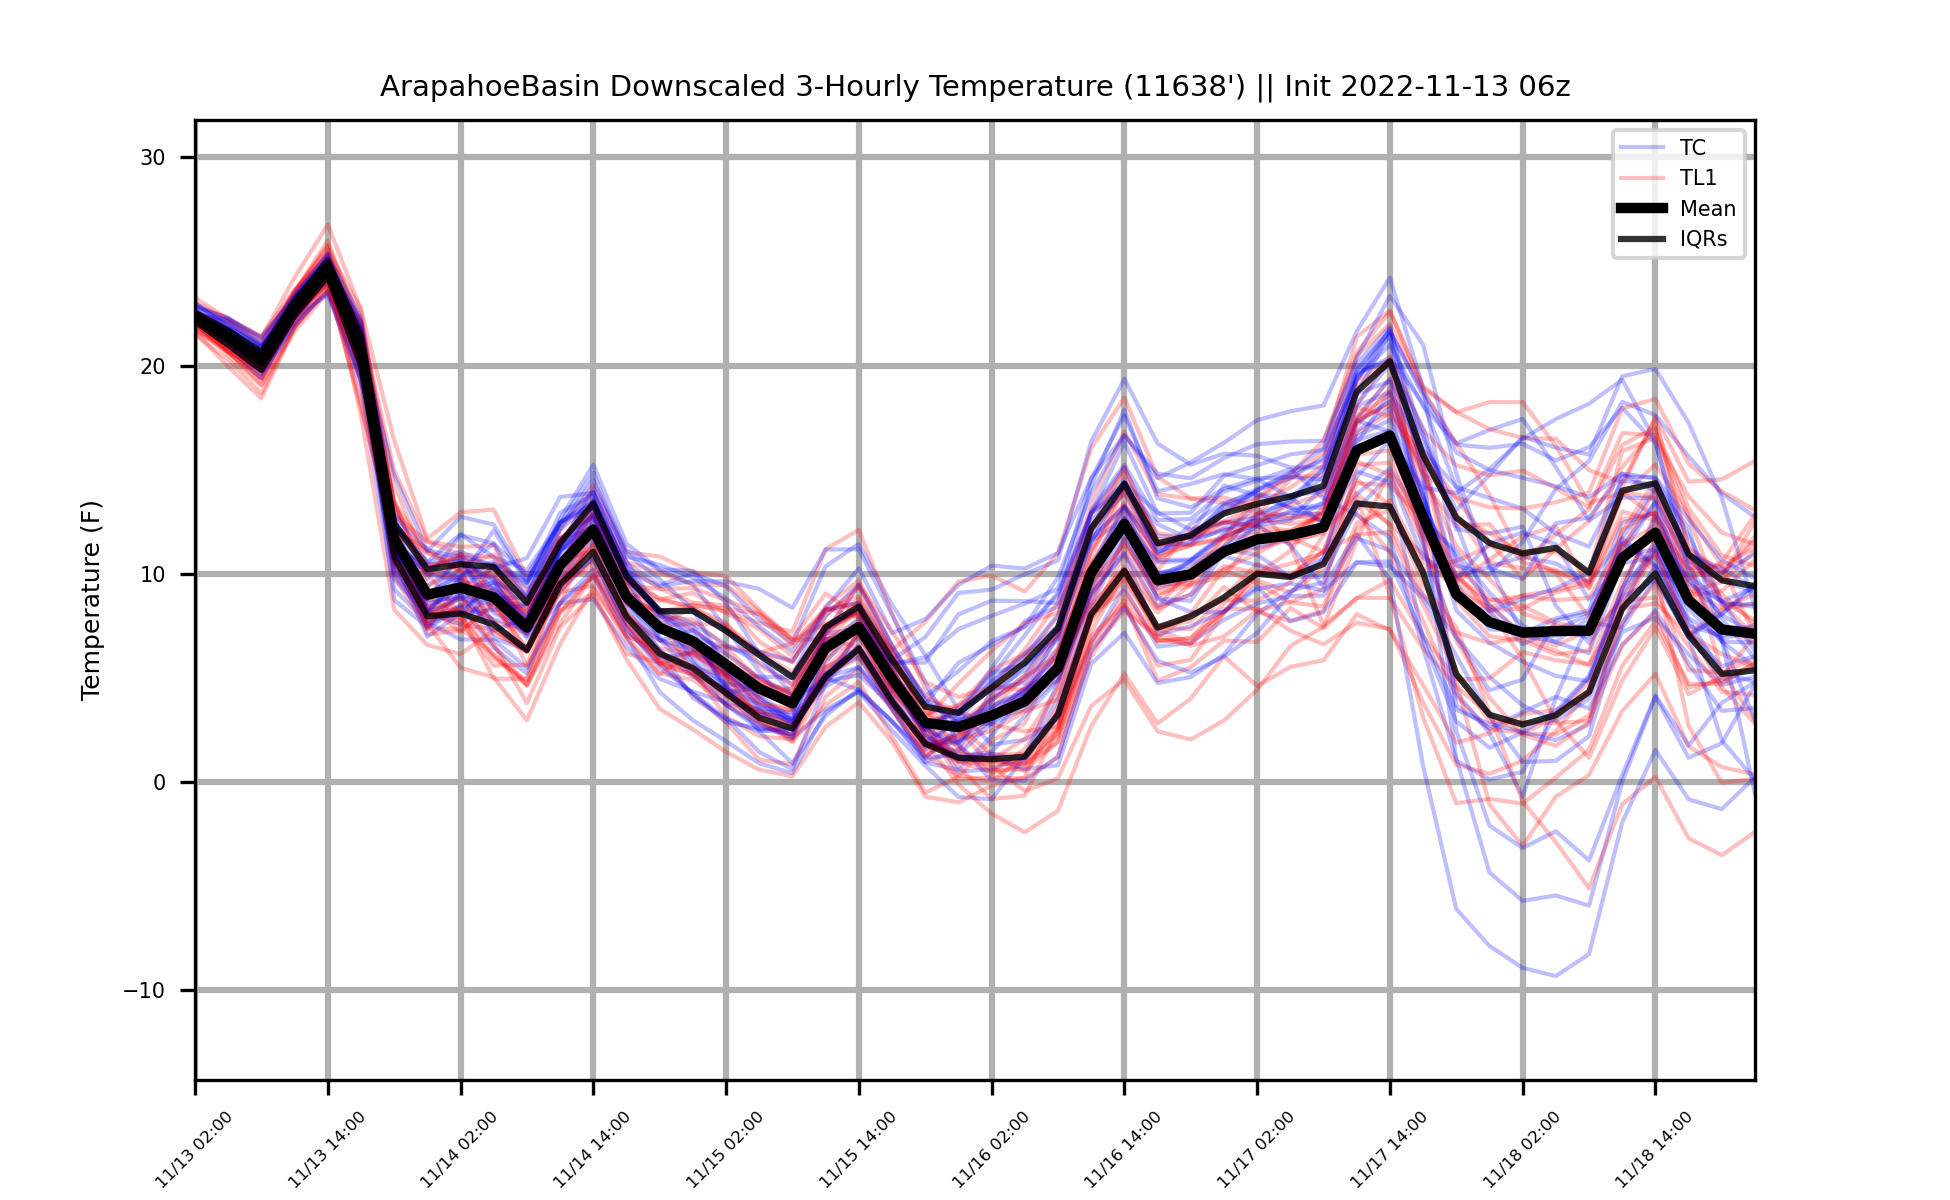 ArapahoeBasin Downscaled 3-Hourly Temperature (11638') || Init 2022-11-13 06z
TC
TL1
Mean
IQRs
Temperature (F)
30
20
10
0
−10
11/13 02:00
11/13 14:00
11/14 02:00
11/14 14:00
11/15 02:00
11/15 14:00
11/16 02:00
11/16 14:00
11/17 02:00
11/17 14:00
11/18 02:00
11/18 14:00